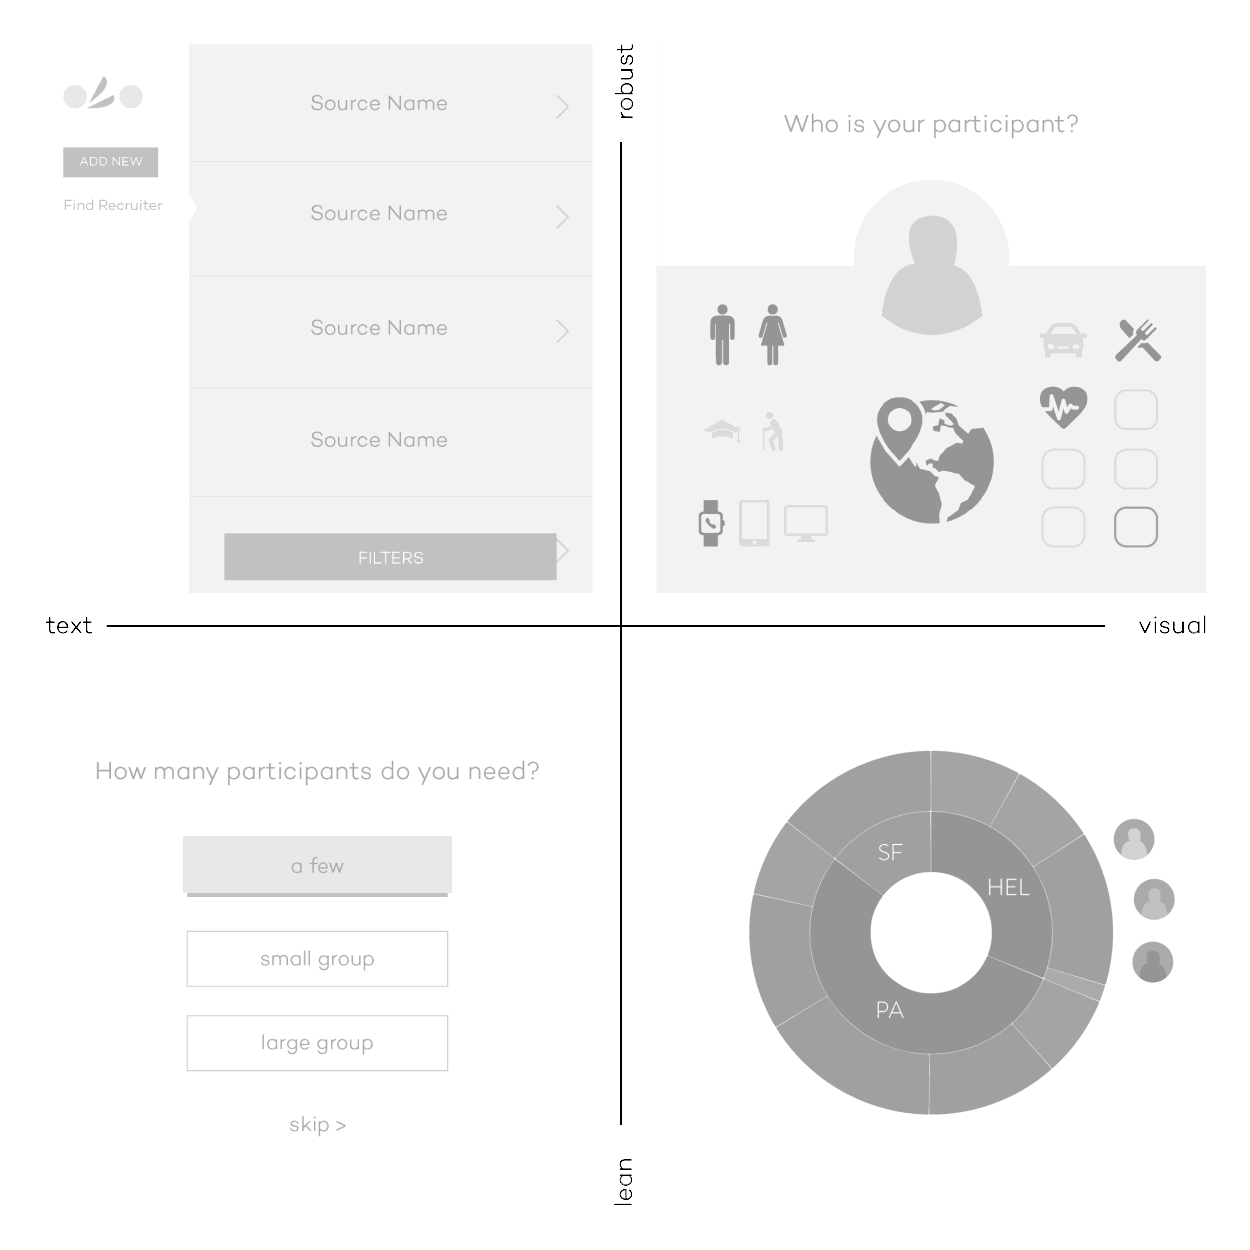 robust
ADD NEW
Find Recruiter
Source Name
Source Name
Source Name
Source Name
FILTERS
Who is your participant?
text
visual
How many participants do you need?
a few
small group
large group
skip >
SF
HEL
PA
lean